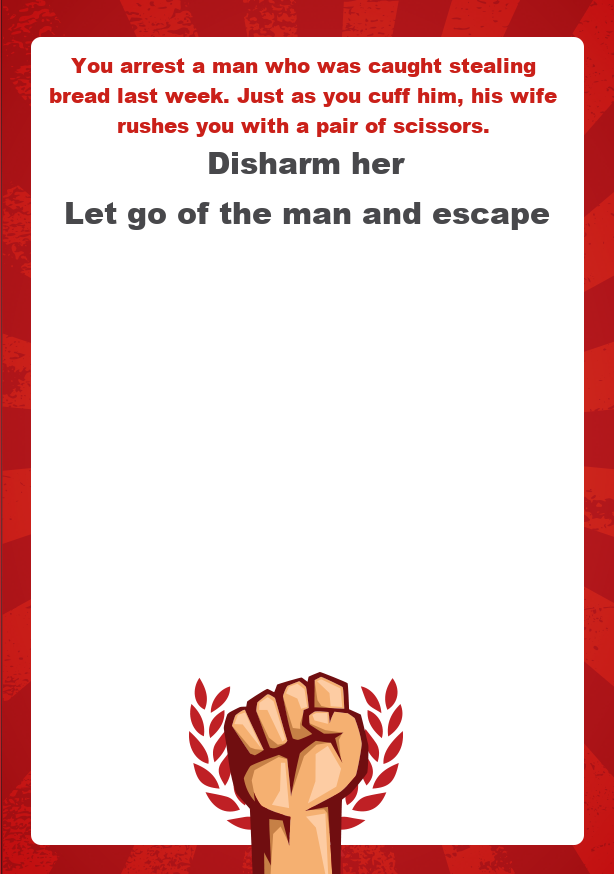 You arrest a man who was caught stealing
bread last week. Just as you cuff him, his wife
rushes you with a pair of scissors.
Disharm her
Let go of the man and escape